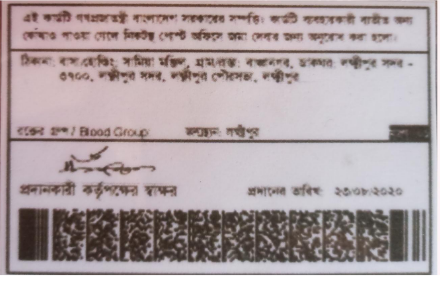 এই কার্ডটি গণপ্রজাতন্ত্রী বাংলাদেশ সরকারের সম্পত্তি। কার্ডটি ব্যবহারকারী ব্যতীত অন্য
কোথাও পাওয়া গেলে নিকটস্থ পোস্ট অফিসে জমা দেবার জন্য অনুরোধ করা হলো।
ঠিকানা: বাসা/হোল্ডিং: সামিয়া মঞ্জিল, গ্রাম/রাস্তা: বাঞ্চানগর, ডাকঘর: লক্ষ্মীপুর সদর -
৩৭০০, লক্ষ্মীপুর সদর, লক্ষ্মীপুর পৌরসভা, লক্ষ্মীপুর
রক্তের গ্রুপ / Blood Group: জন্মস্থান: লক্ষ্মীপুর
প্রদানকারী কর্তৃপক্ষের স্বাক্ষর প্রদানের তারিখ: ২৩/০৮/২০২০